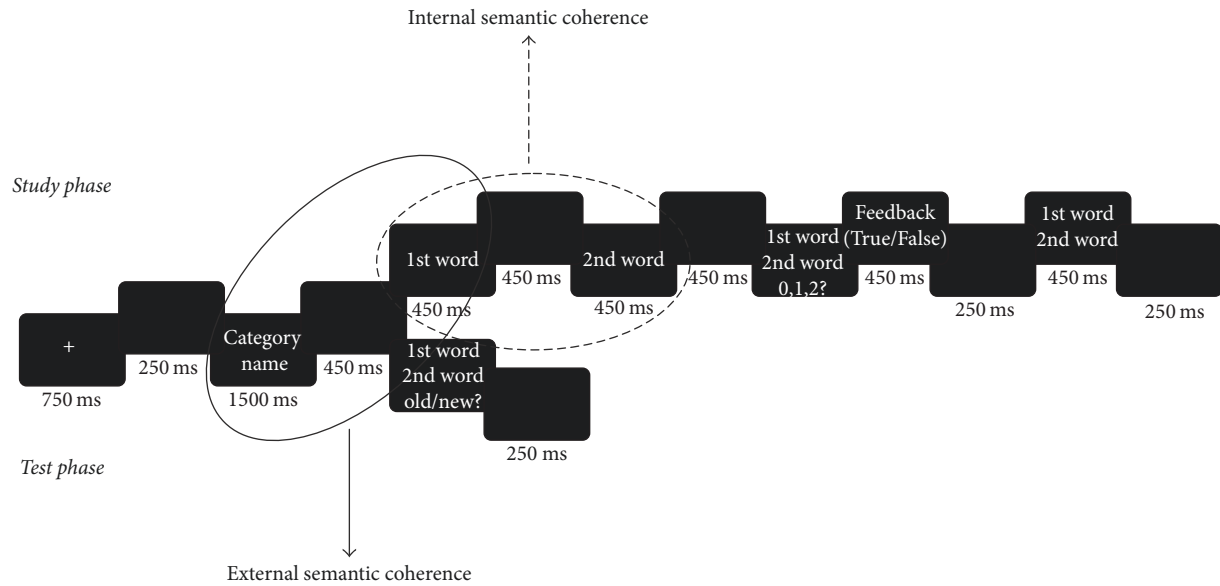 Internal semantic coherence
Study phase
+
750 ms
250 ms
Category
name
1500 ms
450 ms
1st word
450 ms
450 ms
2nd word
450 ms
450 ms
1st word
2nd word
0,1,2?
Feedback
(True/False)
450 ms
250 ms
1st word
2nd word
450 ms
250 ms
1st word
2nd word
old/new?
250 ms
Test phase
External semantic coherence